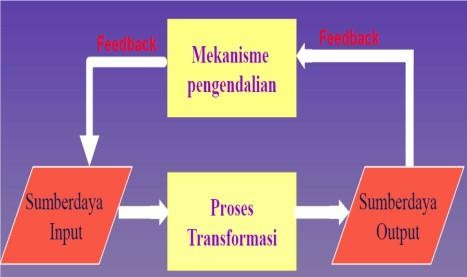 Feedback
Mekanisme
pengendalian
Feedback
Sumberdaya
Input
Proses
Transformasi
Sumberdaya
Output